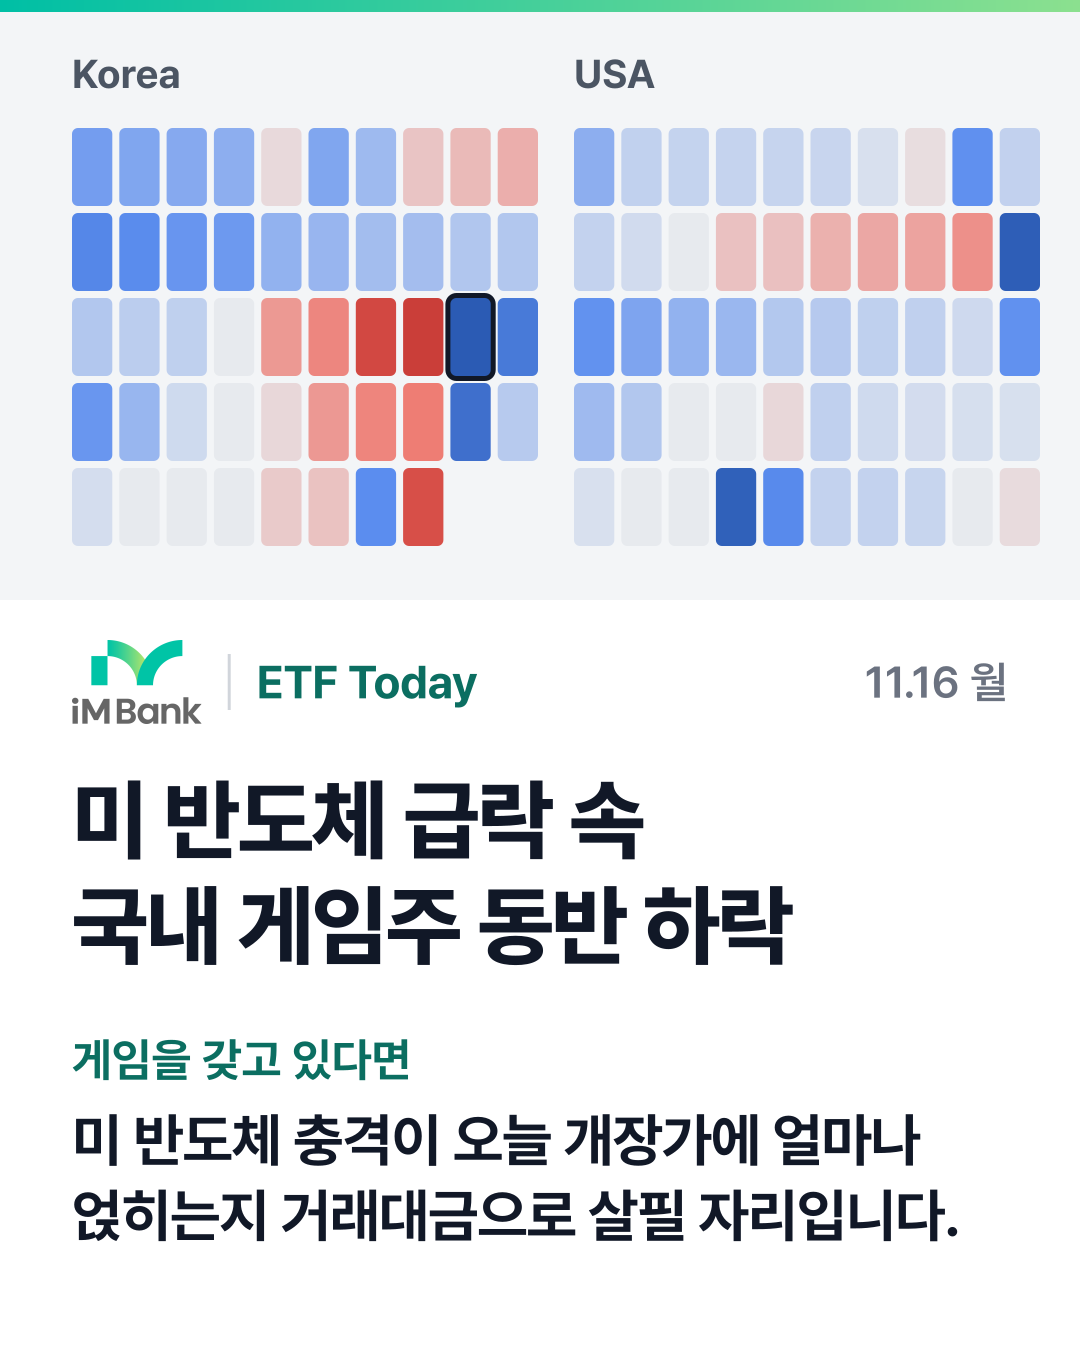 Korea
USA
iM Bank
ETF Today
11.16 월
미 반도체 급락 속
국내 게임주 동반 하락
게임을 갖고 있다면
미 반도체 충격이 오늘 개장가에 얼마나
얹히는지 거래대금으로 살필 자리입니다.